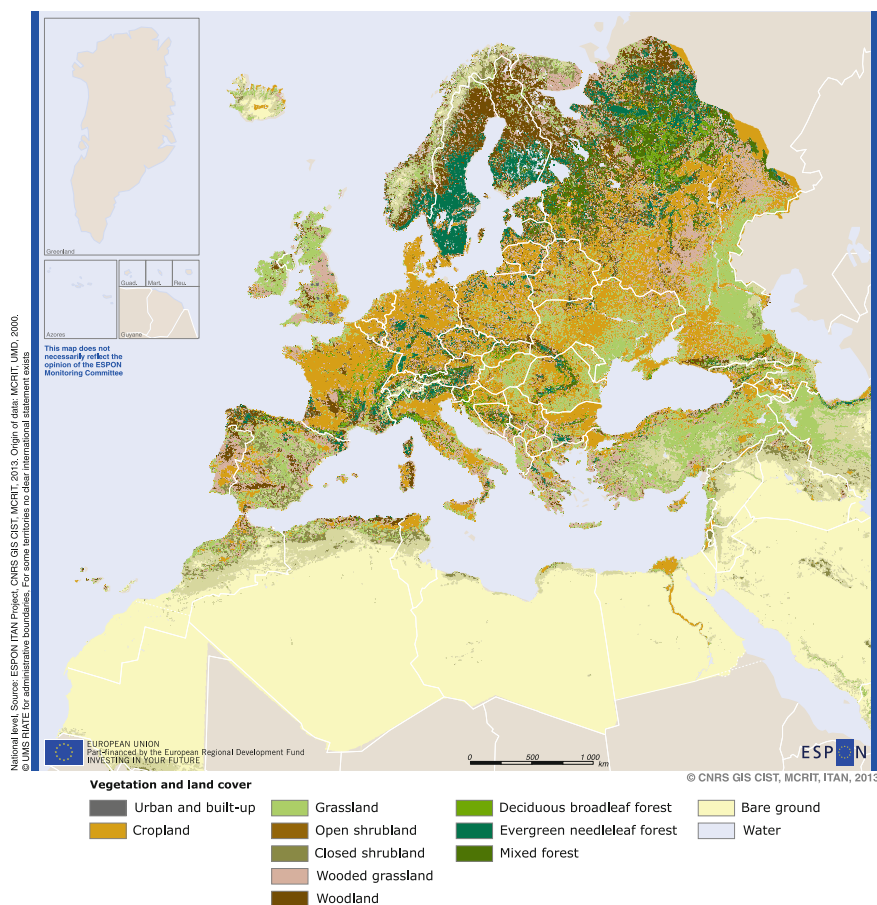 Greenland
Azores
Guad.
Mart.
Reu.
Guyane
This map does not
necessarily reflect the
opinion of the ESPON
Monitoring Committee
National level, Source: ESPON ITAN Project, CNRS GIS CIST, MCRIT, 2013, Origin of data: MCRIT, UMD, 2000,
© UMS RIATE for administrative boundaries, For some territories no clear international statement exists
EUROPEAN UNION
Part-financed by the European Regional Development Fund
INVESTING IN YOUR FUTURE
0 500 1 000
km
ESPON
© CNRS GIS CIST, MCRIT, ITAN, 2013
Vegetation and land cover
Urban and built-up
Cropland
Grassland
Open shrubland
Closed shrubland
Wooded grassland
Woodland
Deciduous broadleaf forest
Evergreen needleleaf forest
Mixed forest
Bare ground
Water